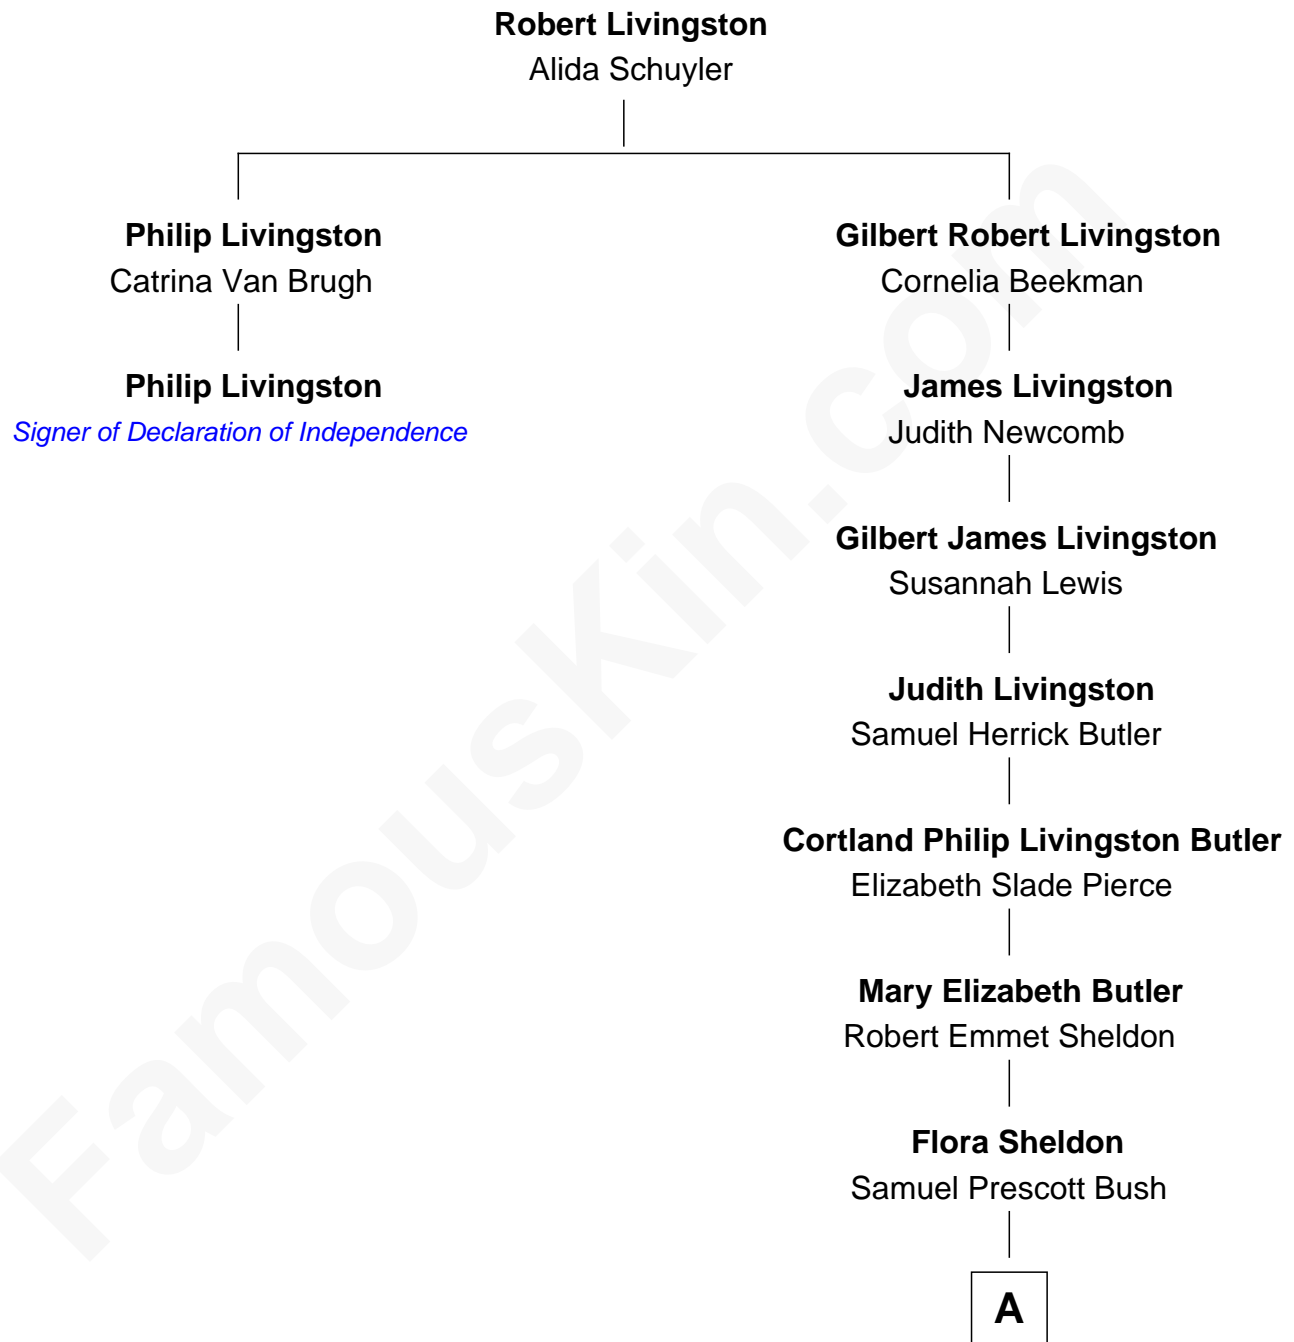 Robert Livingston
Alida Schuyler
Philip Livingston
Catrina Van Brugh
Philip Livingston
Signer of Declaration of Independence
Gilbert Robert Livingston
Cornelia Beekman
James Livingston
Judith Newcomb
Gilbert James Livingston
Susannah Lewis
Judith Livingston
Samuel Herrick Butler
Cortland Philip Livingston Butler
Elizabeth Slade Pierce
Mary Elizabeth Butler
Robert Emmet Sheldon
Flora Sheldon
Samuel Prescott Bush
A
FamousKin.com